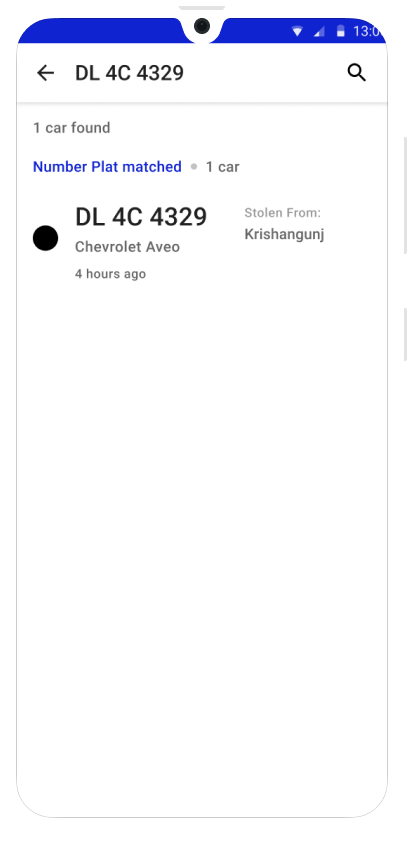 13:0
DL 4C 4329
1 car found
Number Plat matched • 1 car
DL 4C 4329
Chevrolet Aveo
4 hours ago
Stolen From:
Krishangunj